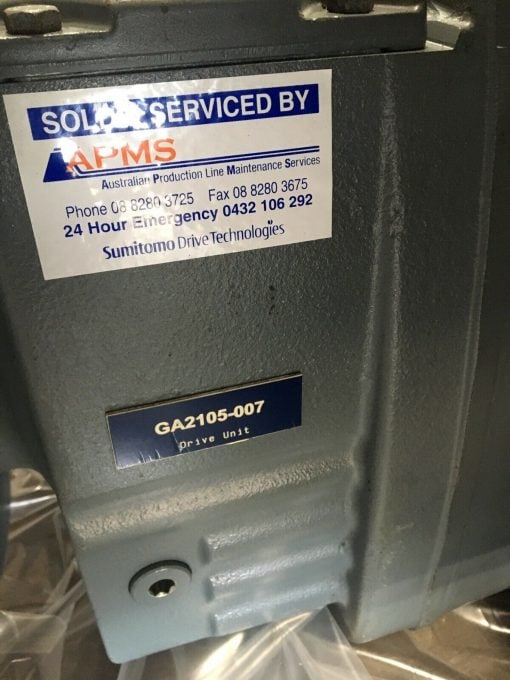 SOLD & SERVICED BY
APMS
Australian Production Line Maintenance Services
Phone 08 8280 3725 Fax 08 8280 3675
24 Hour Emergency 0432 106 292
Sumitomo Drive Technologies
GA2105-007
Drive Unit